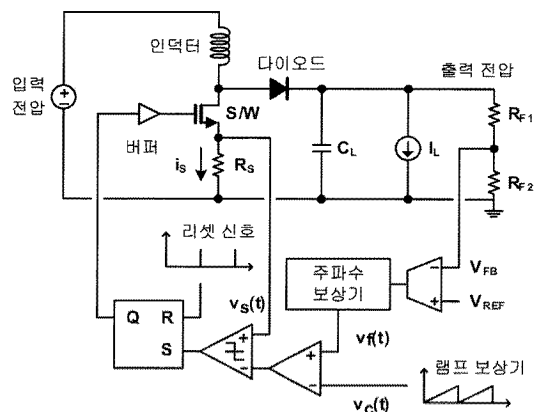 인덕터
다이오드
출력 전압
입력
전압
S/W
버퍼
R_F1
i_S
R_S
C_L
I_L
R_F2
리셋 신호
주파수
보상기
V_FB
V_REF
v_S(t)
Q
R
S
vf(t)
v_C(t)
램프 보상기